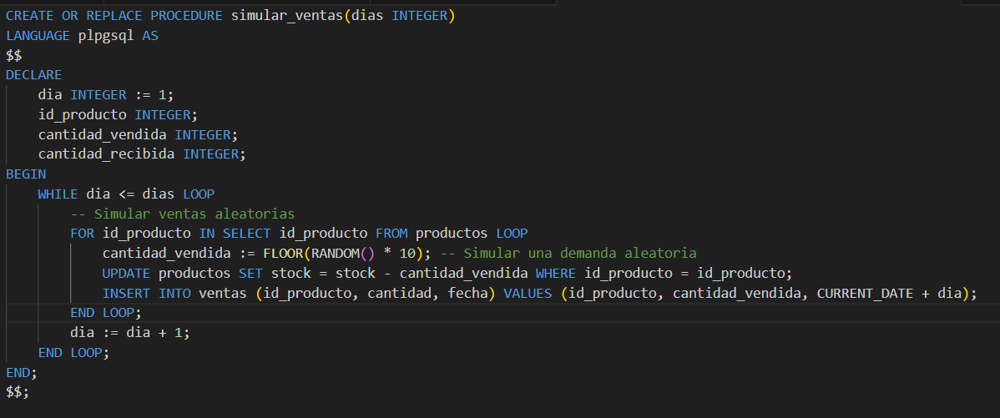 CREATE OR REPLACE PROCEDURE simular_ventas(dias INTEGER)
LANGUAGE plpgsql AS
$$
DECLARE
    dia INTEGER := 1;
    id_producto INTEGER;
    cantidad_vendida INTEGER;
    cantidad_recibida INTEGER;
BEGIN
    WHILE dia <= dias LOOP
        -- Simular ventas aleatorias
        FOR id_producto IN SELECT id_producto FROM productos LOOP
            cantidad_vendida := FLOOR(RANDOM() * 10); -- Simular una demanda aleatoria
            UPDATE productos SET stock = stock - cantidad_vendida WHERE id_producto = id_producto;
            INSERT INTO ventas (id_producto, cantidad, fecha) VALUES (id_producto, cantidad_vendida, CURRENT_DATE + dia);
        END LOOP;
        dia := dia + 1;
    END LOOP;
END;
$$;